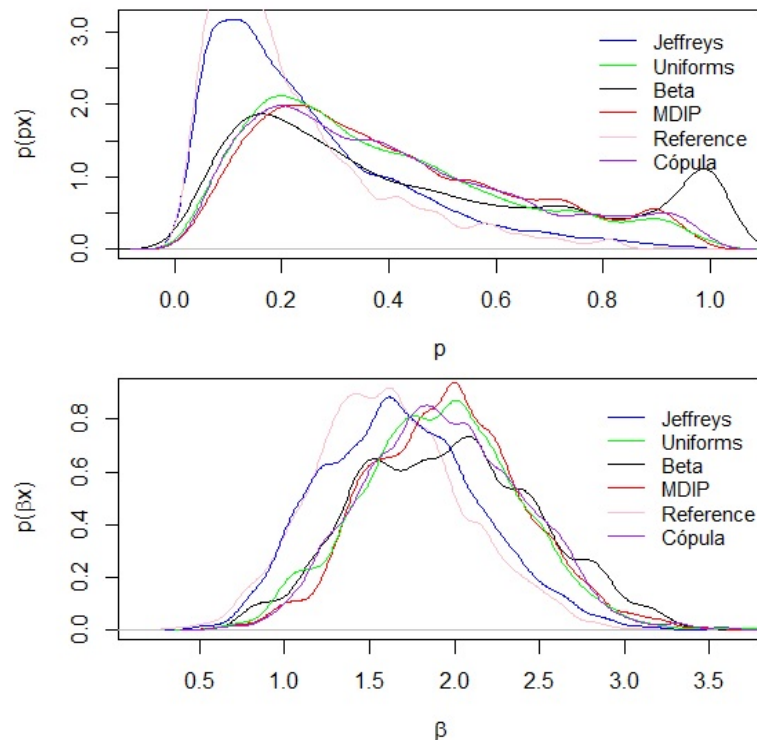 p(px)
0.0 1.0 2.0 3.0
Jeffreys
Uniforms
Beta
MDIP
Reference
Cópula
0.0 0.2 0.4 0.6 0.8 1.0
p
p(βx)
0.0 0.2 0.4 0.6 0.8
Jeffreys
Uniforms
Beta
MDIP
Reference
Cópula
0.5 1.0 1.5 2.0 2.5 3.0 3.5
β